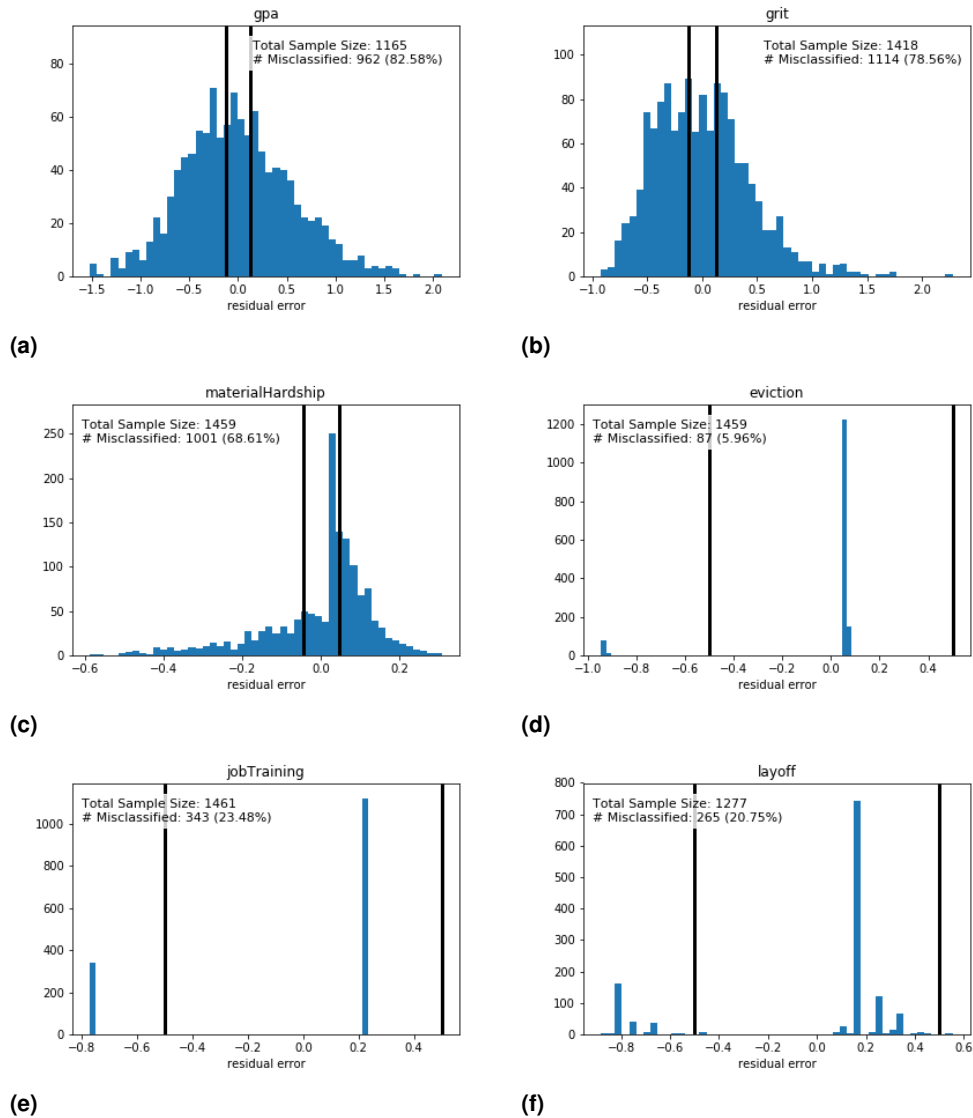 gpa
Total Sample Size: 1165
# Misclassified: 962 (82.58%)
80
60
40
20
0
−1.5 −1.0 −0.5 0.0 0.5 1.0 1.5 2.0
residual error
(a)
grit
Total Sample Size: 1418
# Misclassified: 1114 (78.56%)
100
80
60
40
20
0
−1.0 −0.5 0.0 0.5 1.0 1.5 2.0
residual error
(b)
materialHardship
Total Sample Size: 1459
# Misclassified: 1001 (68.61%)
250
200
150
100
50
0
−0.6 −0.4 −0.2 0.0 0.2
residual error
(c)
eviction
Total Sample Size: 1459
# Misclassified: 87 (5.96%)
1200
1000
800
600
400
200
0
−1.0 −0.8 −0.6 −0.4 −0.2 0.0 0.2 0.4
residual error
(d)
jobTraining
Total Sample Size: 1461
# Misclassified: 343 (23.48%)
1000
800
600
400
200
0
−0.8 −0.6 −0.4 −0.2 0.0 0.2 0.4
residual error
(e)
layoff
Total Sample Size: 1277
# Misclassified: 265 (20.75%)
800
700
600
500
400
300
200
100
0
−0.8 −0.6 −0.4 −0.2 0.0 0.2 0.4 0.6
residual error
(f)